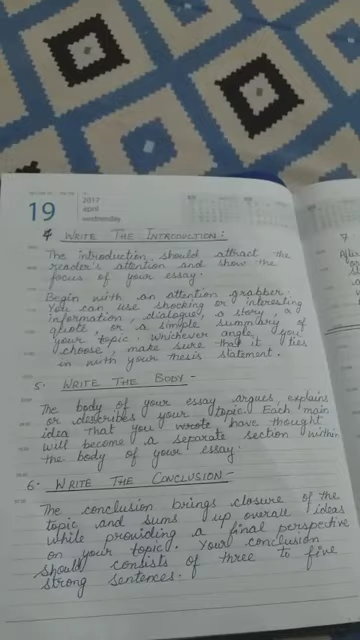 19
2017
april
wednesday
4 WRITE THE INTRODUCTION:
The introduction should attract the
reader's attention and show the
focus of your essay.
Begin with an attention grabber.
You can use shocking or interesting
information, dialogue, a story, a
quote, or a simple summary of
your topic. Whichever angle you
choose, make sure that it ties
in with your thesis statement.
5. WRITE THE BODY -
The body of your essay argues, explains
or describes your topic. Each main
idea that you wrote have thought
will become a separate section within
the body of your essay.
6. WRITE THE CONCLUSION -
The conclusion brings closure of the
topic and sums up overall ideas
while providing a final perspective
on your topic. Your conclusion
should consists of three to five
strong sentences.
7